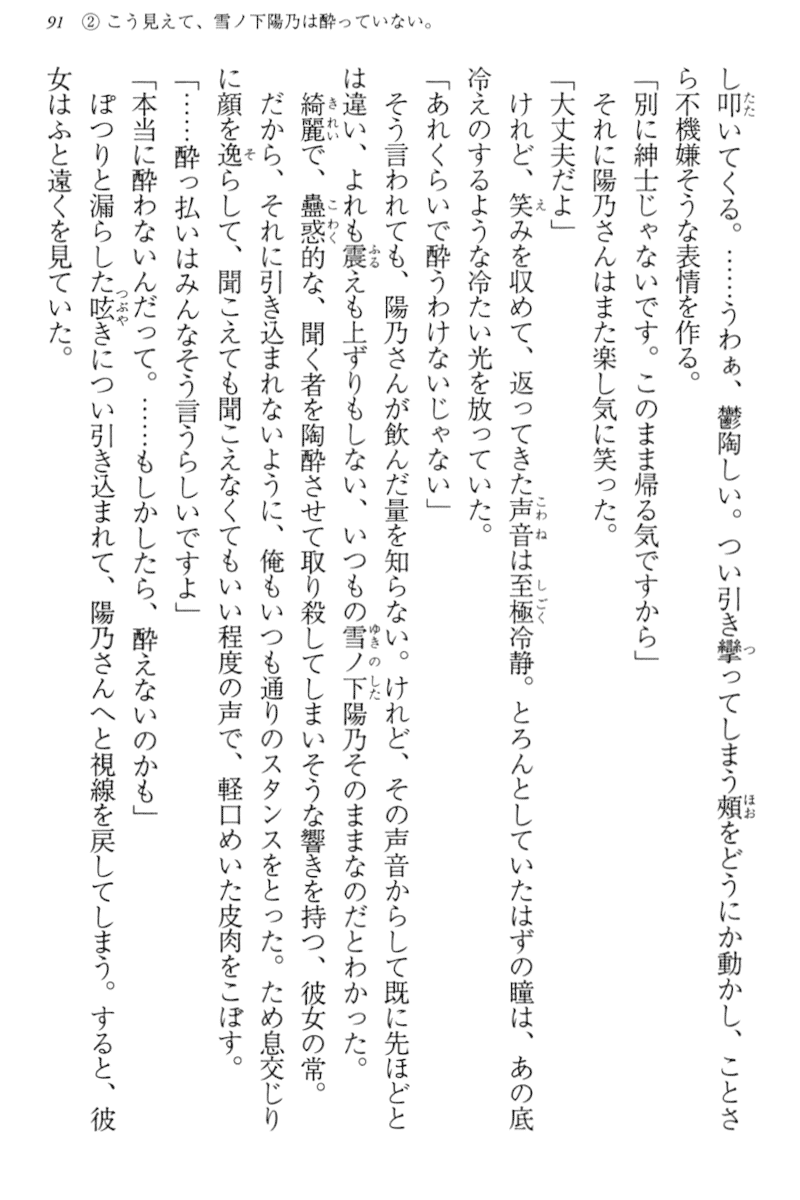 91 ② こう見えて、雪ノ下陽乃は酔っていない。
し叩いてくる。……うわぁ、鬱陶しい。つい引き攣ってしまう頰をどうにか動かし、ことさ
ら不機嫌そうな表情を作る。
「別に紳士じゃないです。このまま帰る気ですから」
それに陽乃さんはまた楽し気に笑った。
「大丈夫だよ」
けれど、笑みを収めて、返ってきた声音は至極冷静。とろんとしていたはずの瞳は、あの底
冷えのするような冷たい光を放っていた。
「あれくらいで酔うわけないじゃない」
そう言われても、陽乃さんが飲んだ量を知らない。けれど、その声音からして既に先ほどと
は違い、よれも震えも上ずりもしない、いつもの雪ノ下陽乃そのままなのだとわかった。
綺麗で、蠱惑的な、聞く者を陶酔させて取り殺してしまいそうな響きを持つ、彼女の常。
だから、それに引き込まれないように、俺もいつも通りのスタンスをとった。ため息交じり
に顔を逸らして、聞こえても聞こえなくてもいい程度の声で、軽口めいた皮肉をこぼす。
「……酔っ払いはみんなそう言うらしいですよ」
「本当に酔わないんだって。……もしかしたら、酔えないのかも」
ぽつりと漏らした呟きについ引き込まれて、陽乃さんへと視線を戻してしまう。すると、彼
女はふと遠くを見ていた。